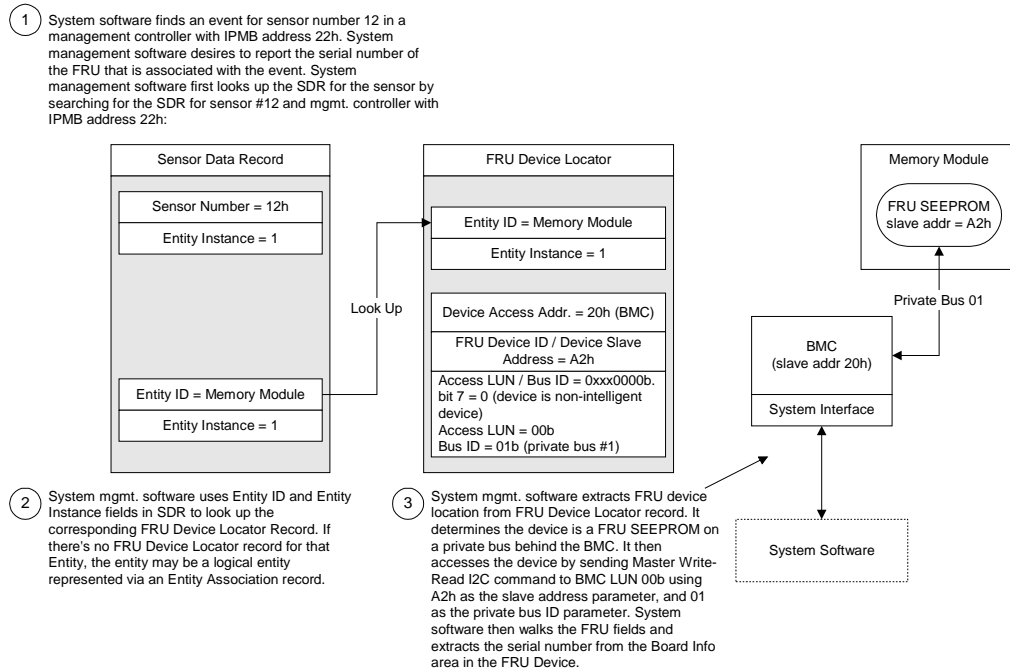 1
System software finds an event for sensor number 12 in a
management controller with IPMB address 22h. System
management software desires to report the serial number of
the FRU that is associated with the event. System
management software first looks up the SDR for the sensor by
searching for the SDR for sensor #12 and mgmt. controller with
IPMB address 22h:
Sensor Data Record
Sensor Number = 12h
Entity Instance = 1
Entity ID = Memory Module
Entity Instance = 1
Look Up
FRU Device Locator
Entity ID = Memory Module
Entity Instance = 1
Device Access Addr. = 20h (BMC)
FRU Device ID / Device Slave
Address = A2h
Access LUN / Bus ID = 0xxx0000b.
bit 7 = 0 (device is non-intelligent
device)
Access LUN = 00b
Bus ID = 01b (private bus #1)
Memory Module
FRU SEEPROM
slave addr = A2h
Private Bus 01
BMC
(slave addr 20h)
System Interface
System Software
2
System mgmt. software uses Entity ID and Entity
Instance fields in SDR to look up the
corresponding FRU Device Locator Record. If
there's no FRU Device Locator record for that
Entity, the entity may be a logical entity
represented via an Entity Association record.
3
System mgmt. software extracts FRU device
location from FRU Device Locator record. It
determines the device is a FRU SEEPROM on
a private bus behind the BMC. It then
accesses the device by sending Master Write-
Read I2C command to BMC LUN 00b using
A2h as the slave address parameter, and 01
as the private bus ID parameter. System
software then walks the FRU fields and
extracts the serial number from the Board Info
area in the FRU Device.